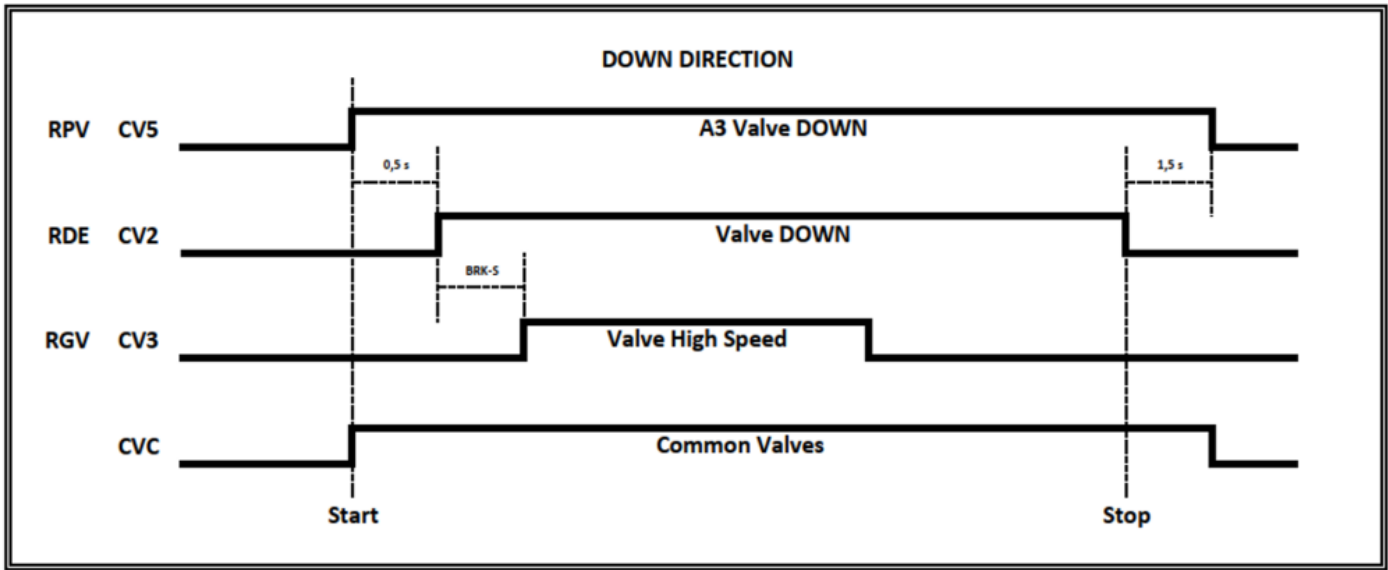 DOWN DIRECTION
RPV CV5 A3 Valve DOWN
0,5 s 1,5 s
RDE CV2 Valve DOWN
BRK-S
RGV CV3 Valve High Speed
CVC Common Valves
Start Stop